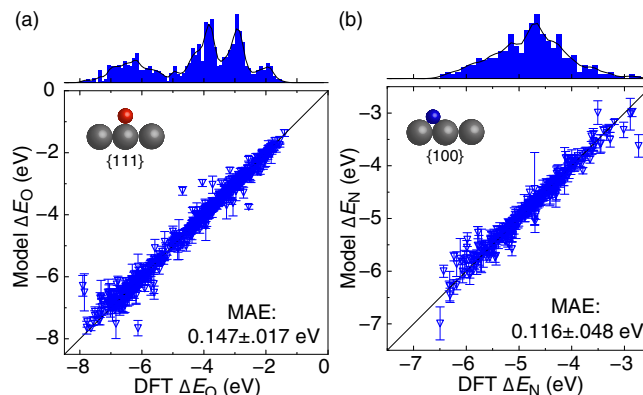 (a)
0
−2
−4
−6
−8
Model ΔE_O (eV)
{111}
MAE:
0.147±.017 eV
−8 −6 −4 −2 0
DFT ΔE_O (eV)
(b)
−3
−4
−5
−6
−7
Model ΔE_N (eV)
{100}
MAE:
0.116±.048 eV
−7 −6 −5 −4 −3
DFT ΔE_N (eV)